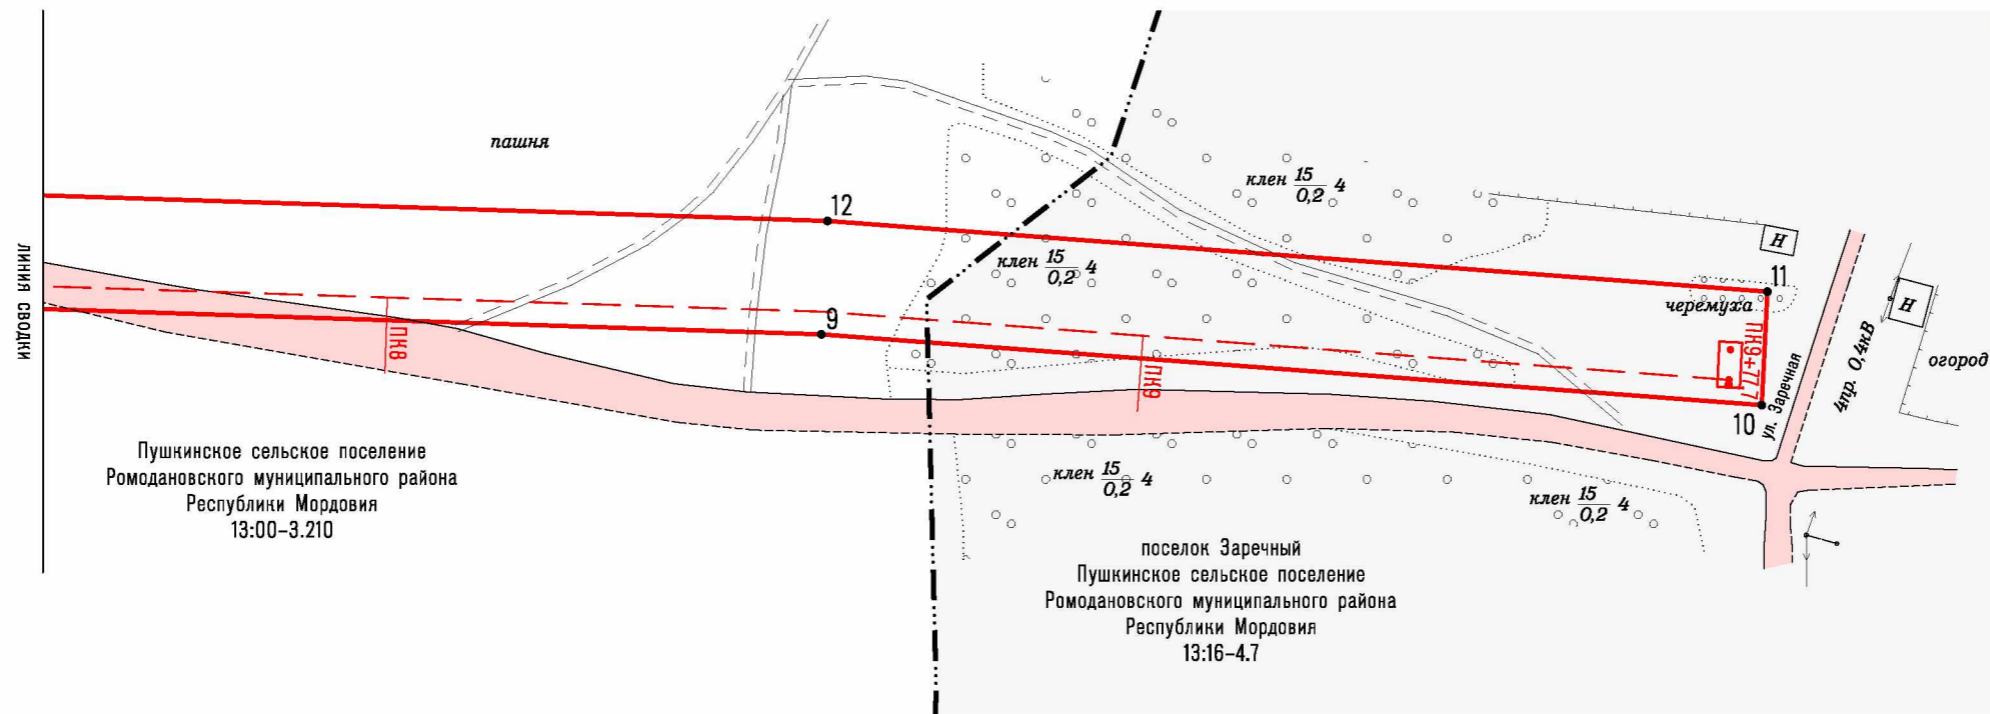 пашня
клен 15/0,2 4
12
клен 15/0,2 4
Н
11
черемуха
Н
линия сводки
ПК8
9
ПК9
ПК9+77.7
10
ул. Заречная
4пр. 0,4кВ
огород
Пушкинское сельское поселение
Ромодановского муниципального района
Республики Мордовия
13:00-3.210
клен 15/0,2 4
клен 15/0,2 4
поселок Заречный
Пушкинское сельское поселение
Ромодановского муниципального района
Республики Мордовия
13:16-4.7